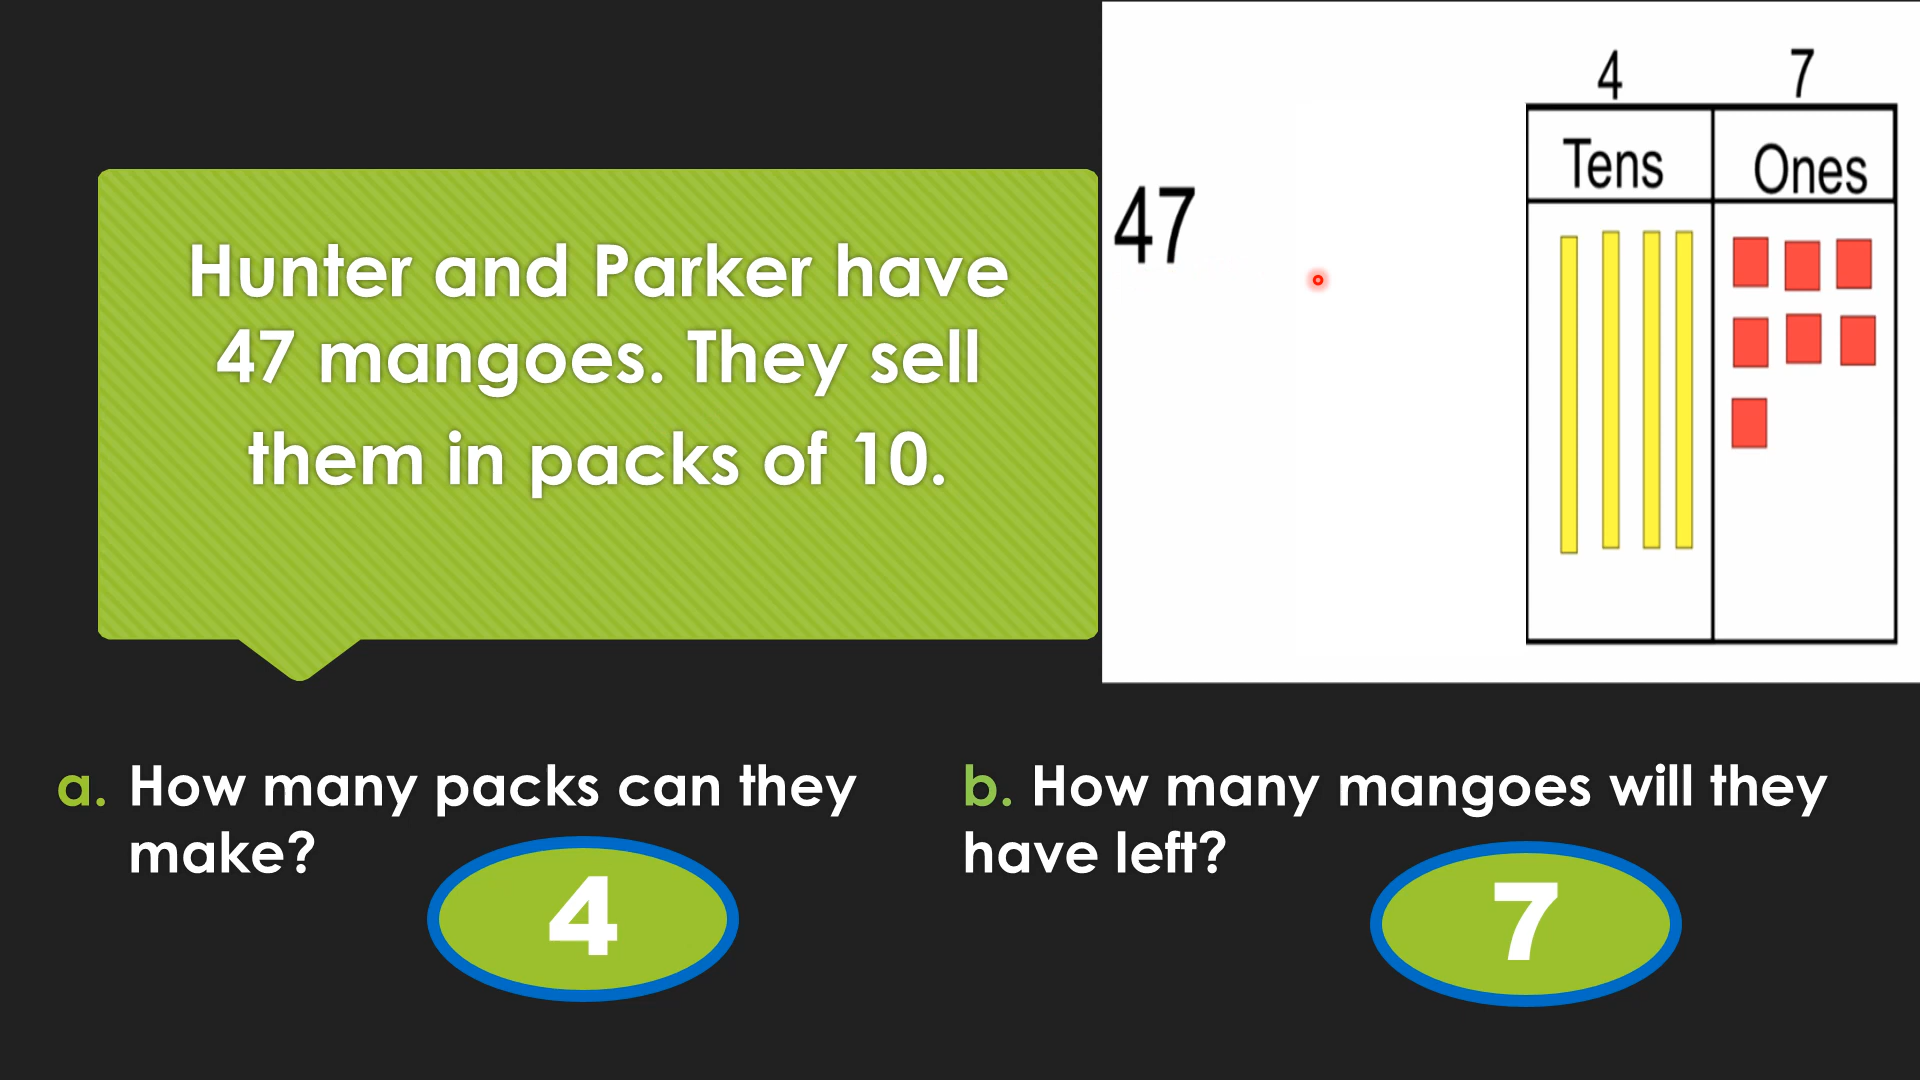 Hunter and Parker have
47 mangoes. They sell
them in packs of 10.
47
4 7
Tens Ones
a. How many packs can they
make?
4
b. How many mangoes will they
have left?
7